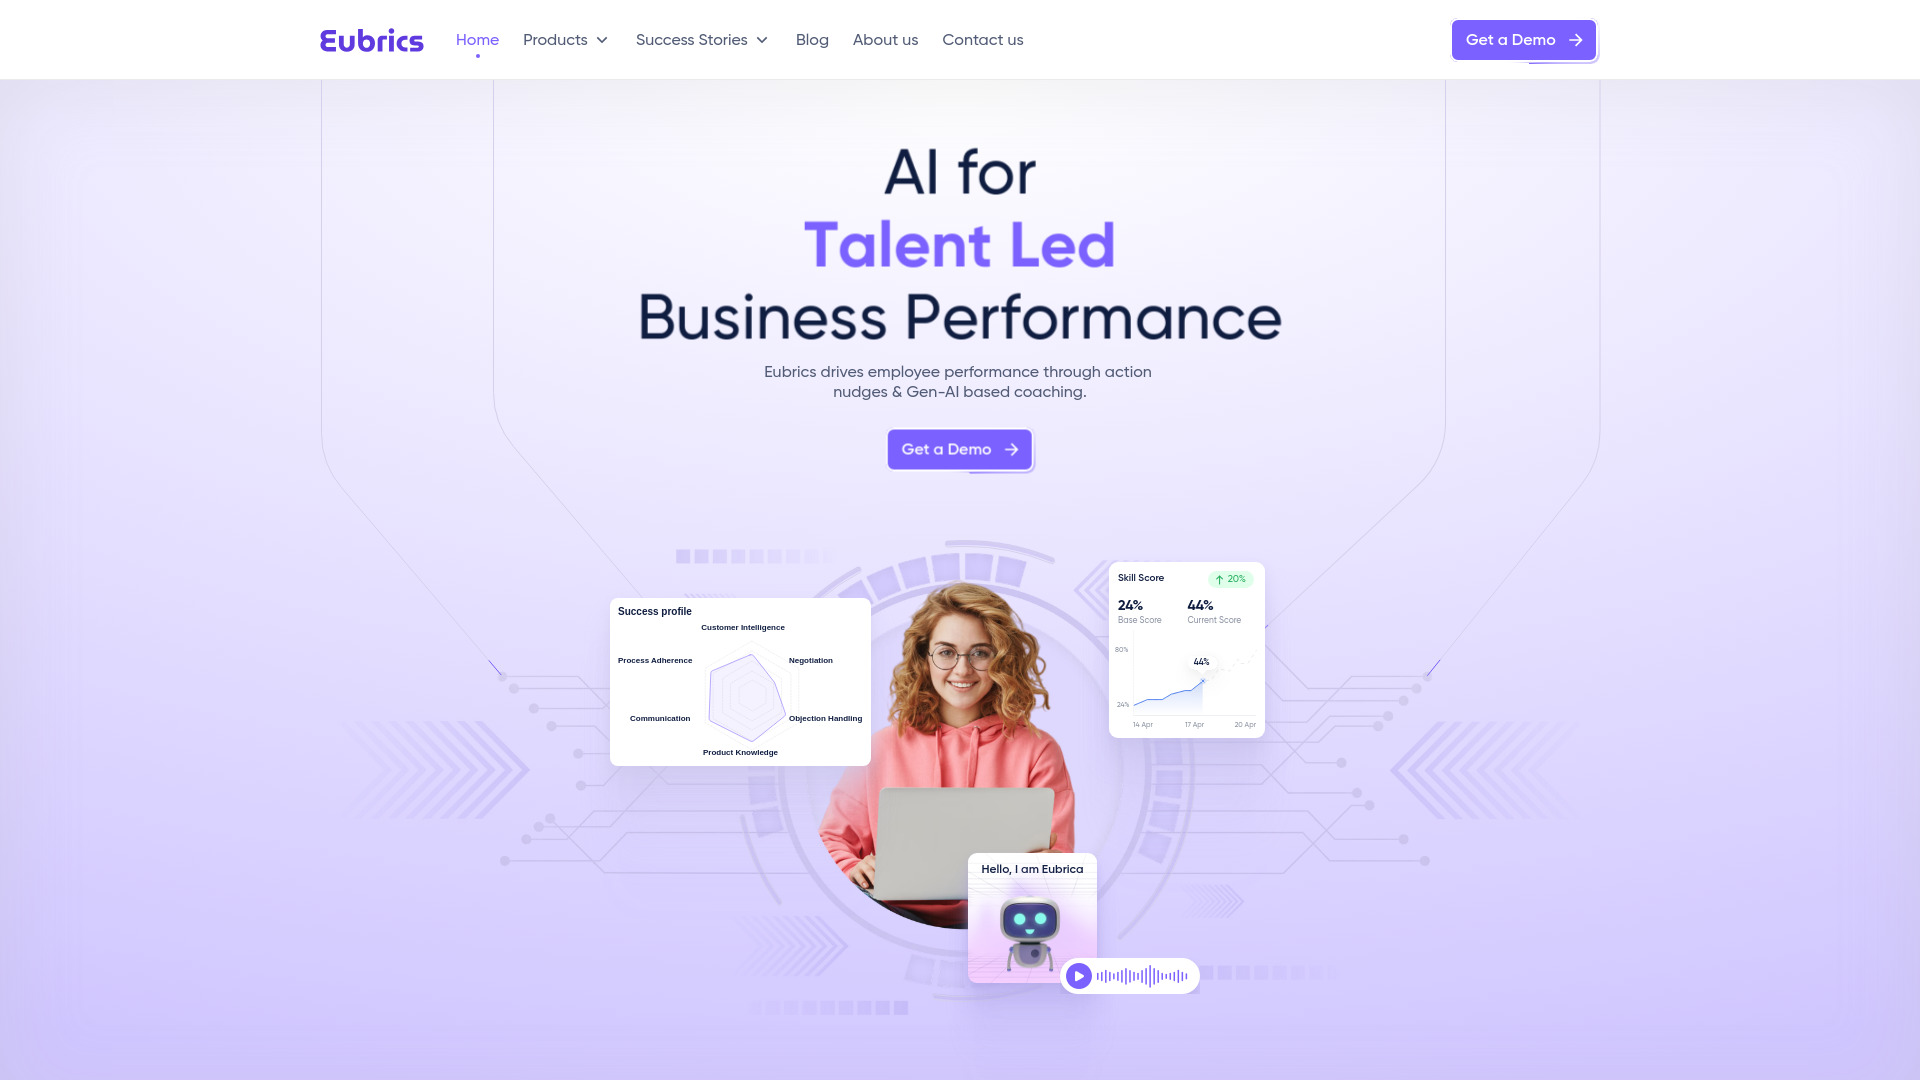 Eubrics
Home
Products
Success Stories
Blog
About us
Contact us
Get a Demo
AI for
Talent Led
Business Performance
Eubrics drives employee performance through action
nudges & Gen-AI based coaching.
Get a Demo
Success profile
Customer Intelligence
Process Adherence
Negotiation
Communication
Objection Handling
Product Knowledge
Skill Score
20%
24%
44%
Base Score
Current Score
80%
44%
24%
14 Apr
17 Apr
20 Apr
Hello, I am Eubrica